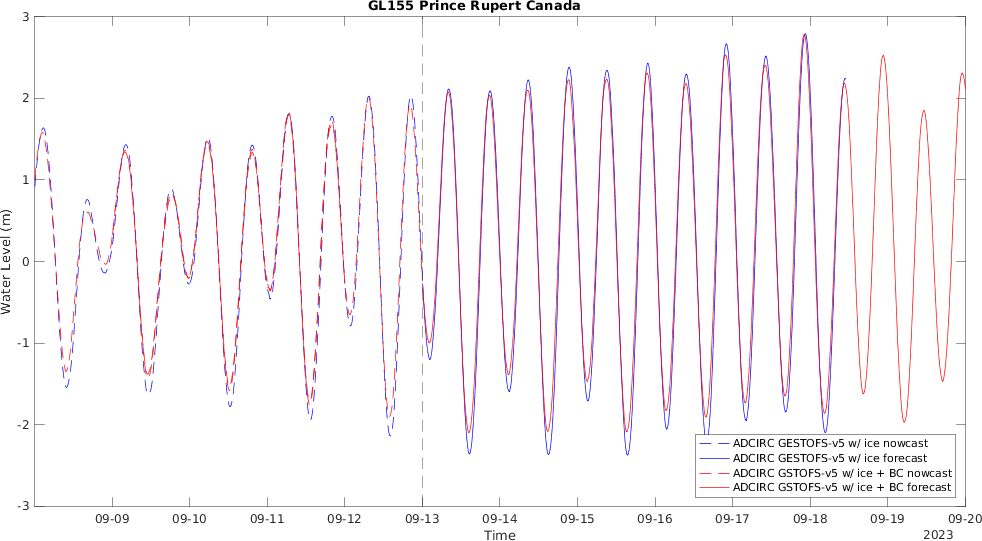 GL155 Prince Rupert Canada
3
2
1
0
-1
-2
-3
Water Level (m)
ADCIRC GESTOFS-v5 w/ ice nowcast
ADCIRC GESTOFS-v5 w/ ice forecast
ADCIRC GSTOFS-v5 w/ ice + BC nowcast
ADCIRC GSTOFS-v5 w/ ice + BC forecast
09-09 09-10 09-11 09-12 09-13 09-14 09-15 09-16 09-17 09-18 09-19 09-20
Time
2023